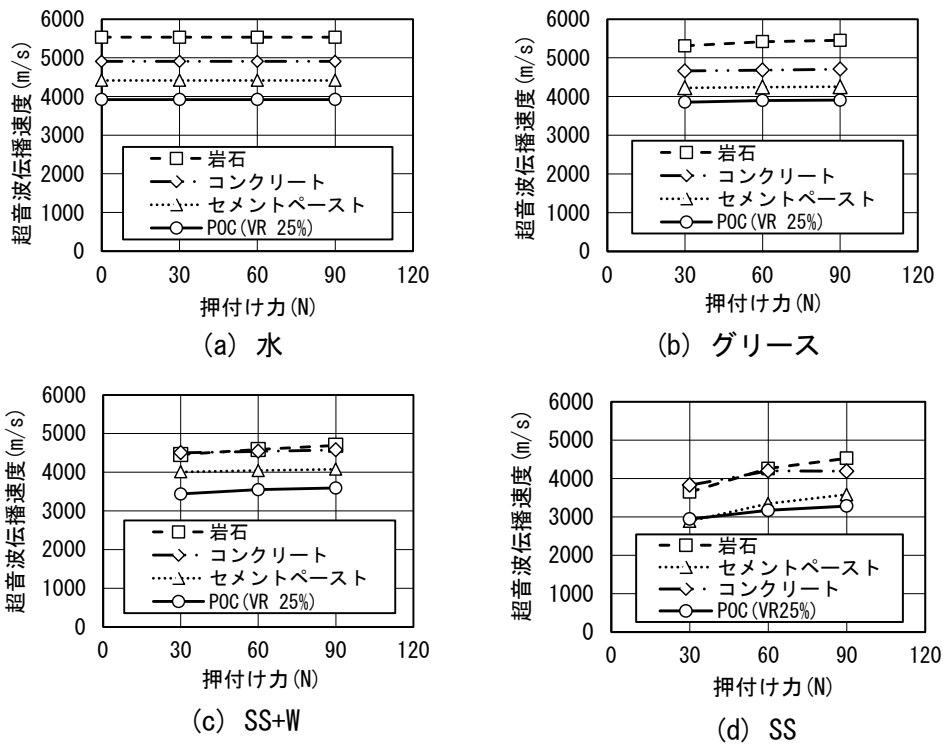 超音波伝播速度(m/s)
6000
5000
4000
3000
2000
1000
0
岩石
コンクリート
セメントペースト
POC(VR 25%)
0 30 60 90 120
押付け力(N)
(a) 水
超音波伝播速度(m/s)
6000
5000
4000
3000
2000
1000
0
岩石
コンクリート
セメントペースト
POC(VR 25%)
0 30 60 90 120
押付け力(N)
(b) グリース
超音波伝播速度(m/s)
6000
5000
4000
3000
2000
1000
0
岩石
コンクリート
セメントペースト
POC(VR 25%)
0 30 60 90 120
押付け力(N)
(c) SS+W
超音波伝播速度(m/s)
6000
5000
4000
3000
2000
1000
0
岩石
セメントペースト
コンクリート
POC(VR25%)
0 30 60 90 120
押付け力(N)
(d) SS